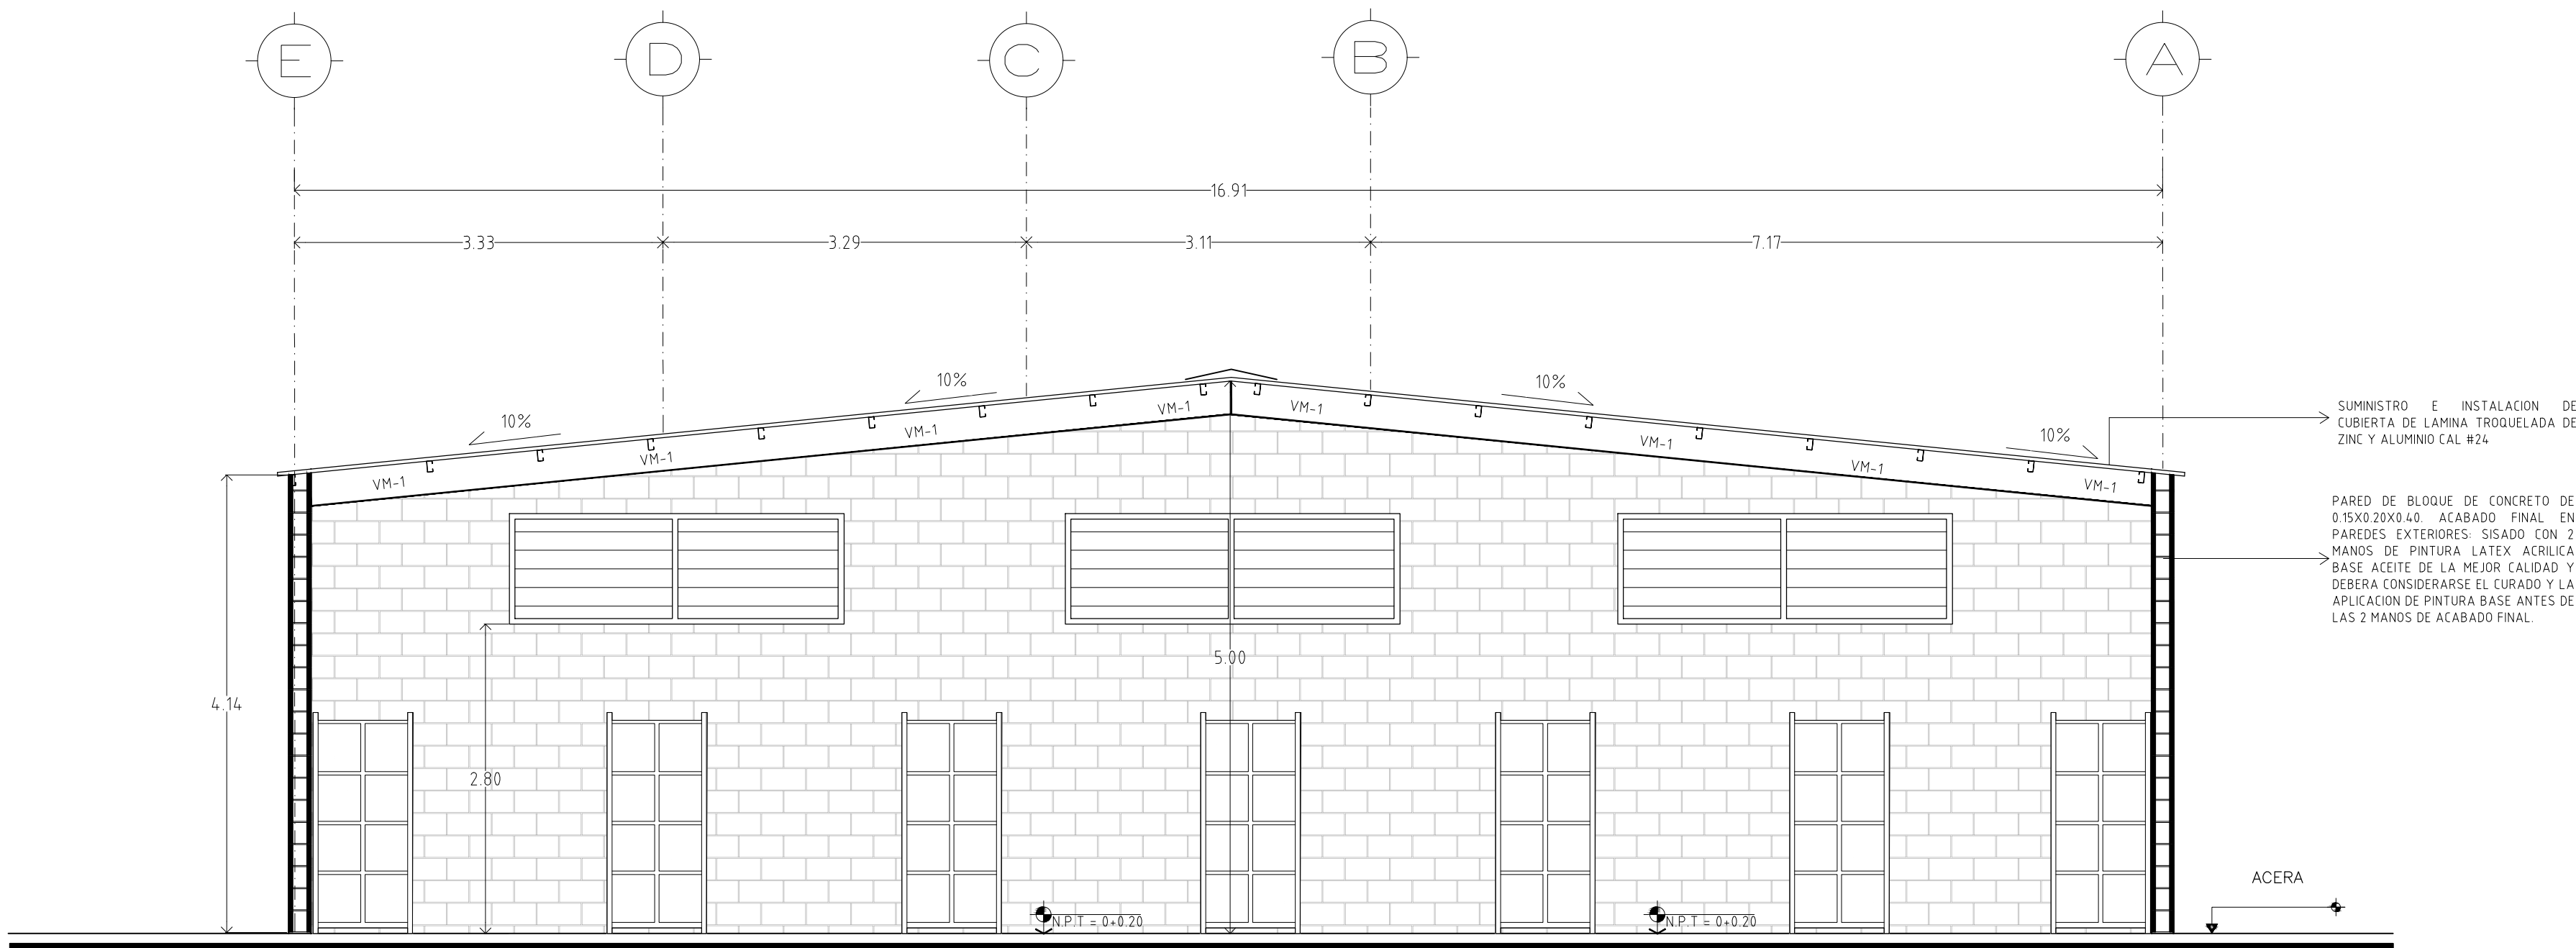 E
D
C
B
A
16.91
3.33
3.29
3.11
7.17
10%
10%
10%
10%
VM-1
VM-1
VM-1
VM-1
VM-1
VM-1
VM-1
VM-1
SUMINISTRO E INSTALACION DE
CUBIERTA DE LAMINA TROQUELADA DE
ZINC Y ALUMINIO CAL #24
PARED DE BLOQUE DE CONCRETO DE
0.15X0.20X0.40. ACABADO FINAL EN
PAREDES EXTERIORES: SISADO CON 2
MANOS DE PINTURA LATEX ACRILICA
BASE ACEITE DE LA MEJOR CALIDAD Y
DEBERA CONSIDERARSE EL CURADO Y LA
APLICACION DE PINTURA BASE ANTES DE
LAS 2 MANOS DE ACABADO FINAL.
5.00
4.14
2.80
ACERA
N.P.T = 0+0.20
N.P.T = 0+0.20